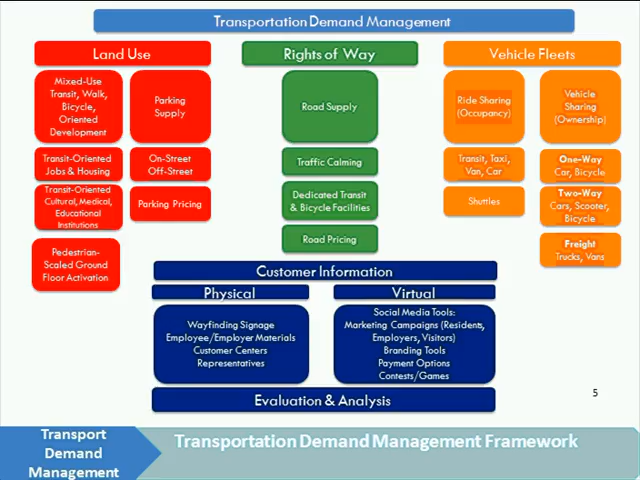 Transportation Demand Management
Land Use
Rights of Way
Vehicle Fleets
Mixed-Use
Transit, Walk,
Bicycle,
Oriented
Development
Parking
Supply
Transit-Oriented
Jobs & Housing
On-Street
Off-Street
Transit-Oriented
Cultural, Medical,
Educational
Institutions
Parking Pricing
Pedestrian-
Scaled Ground
Floor Activation
Road Supply
Traffic Calming
Dedicated Transit
& Bicycle Facilities
Road Pricing
Ride Sharing
(Occupancy)
Vehicle
Sharing
(Ownership)
Transit, Taxi,
Van, Car
One-Way
Car, Bicycle
Shuttles
Two-Way
Cars, Scooter,
Bicycle
Freight
Trucks, Vans
Customer Information
Physical
Virtual
Wayfinding Signage
Employee/Employer Materials
Customer Centers
Representatives
Social Media Tools:
Marketing Campaigns (Residents,
Employers, Visitors)
Branding Tools
Payment Options
Contests/Games
Evaluation & Analysis
5
Transport
Demand
Management
Transportation Demand Management Framework